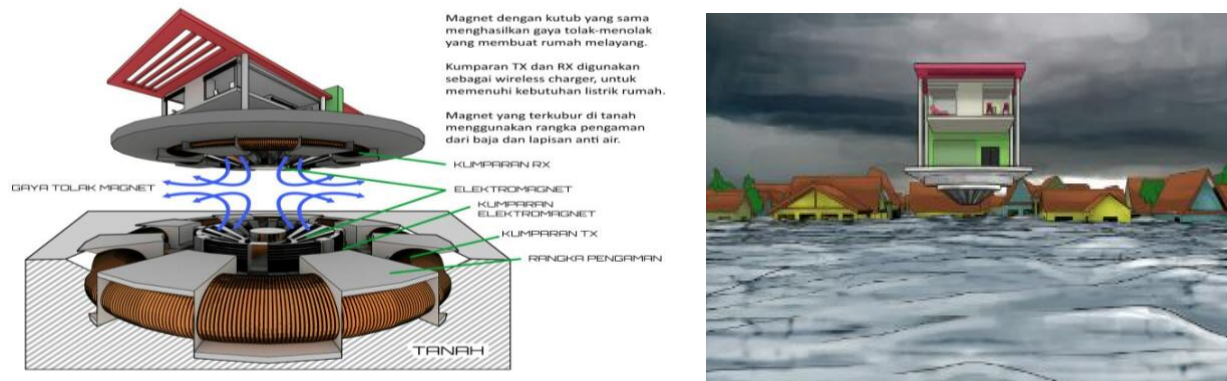 Magnet dengan kutub yang sama
menghasilkan gaya tolak-menolak
yang membuat rumah melayang.
Kumparan TX dan RX digunakan
sebagai wireless charger, untuk
memenuhi kebutuhan listrik rumah.
Magnet yang terkubur di tanah
menggunakan rangka pengaman
dari baja dan lapisan anti air.
KUMPARAN RX
GAYA TOLAK MAGNET
ELEKTROMAGNET
KUMPARAN
ELEKTROMAGNET
KUMPARAN TX
RANGKA PENGAMAN
TANAH